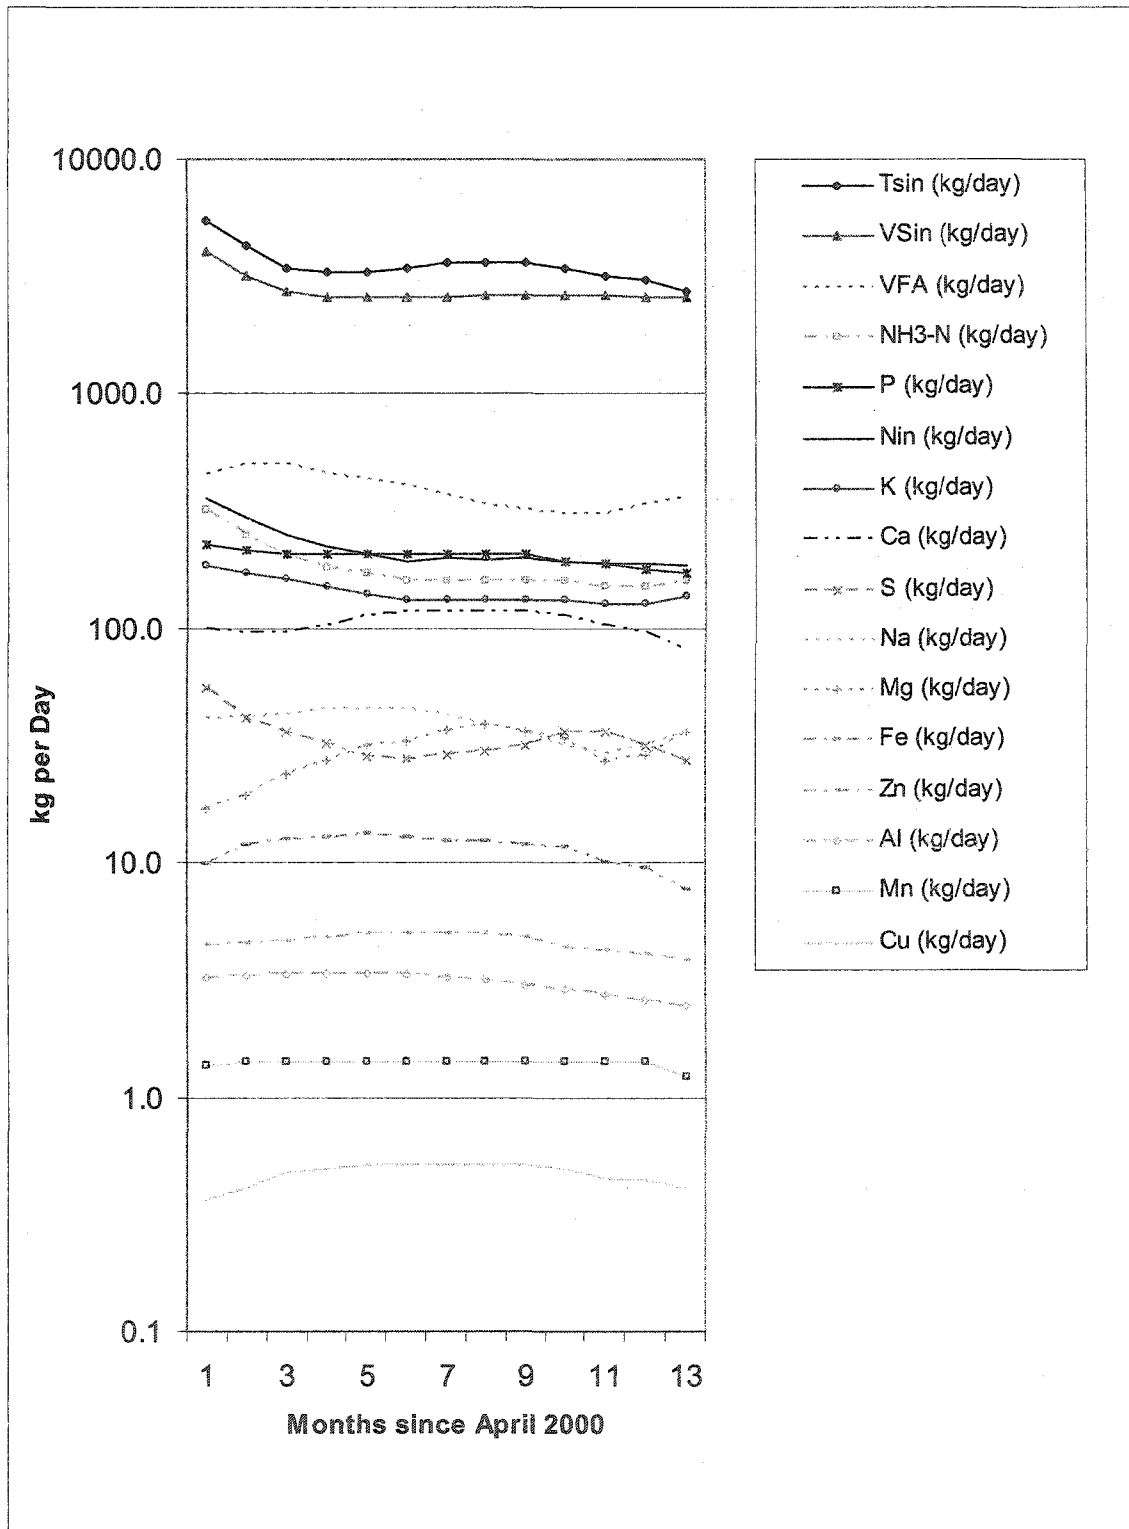 10000.0
1000.0
100.0
10.0
1.0
0.1
kg per Day
1 3 5 7 9 11 13
Months since April 2000
Tsin (kg/day)
VSin (kg/day)
VFA (kg/day)
NH3-N (kg/day)
P (kg/day)
Nin (kg/day)
K (kg/day)
Ca (kg/day)
S (kg/day)
Na (kg/day)
Mg (kg/day)
Fe (kg/day)
Zn (kg/day)
Al (kg/day)
Mn (kg/day)
Cu (kg/day)